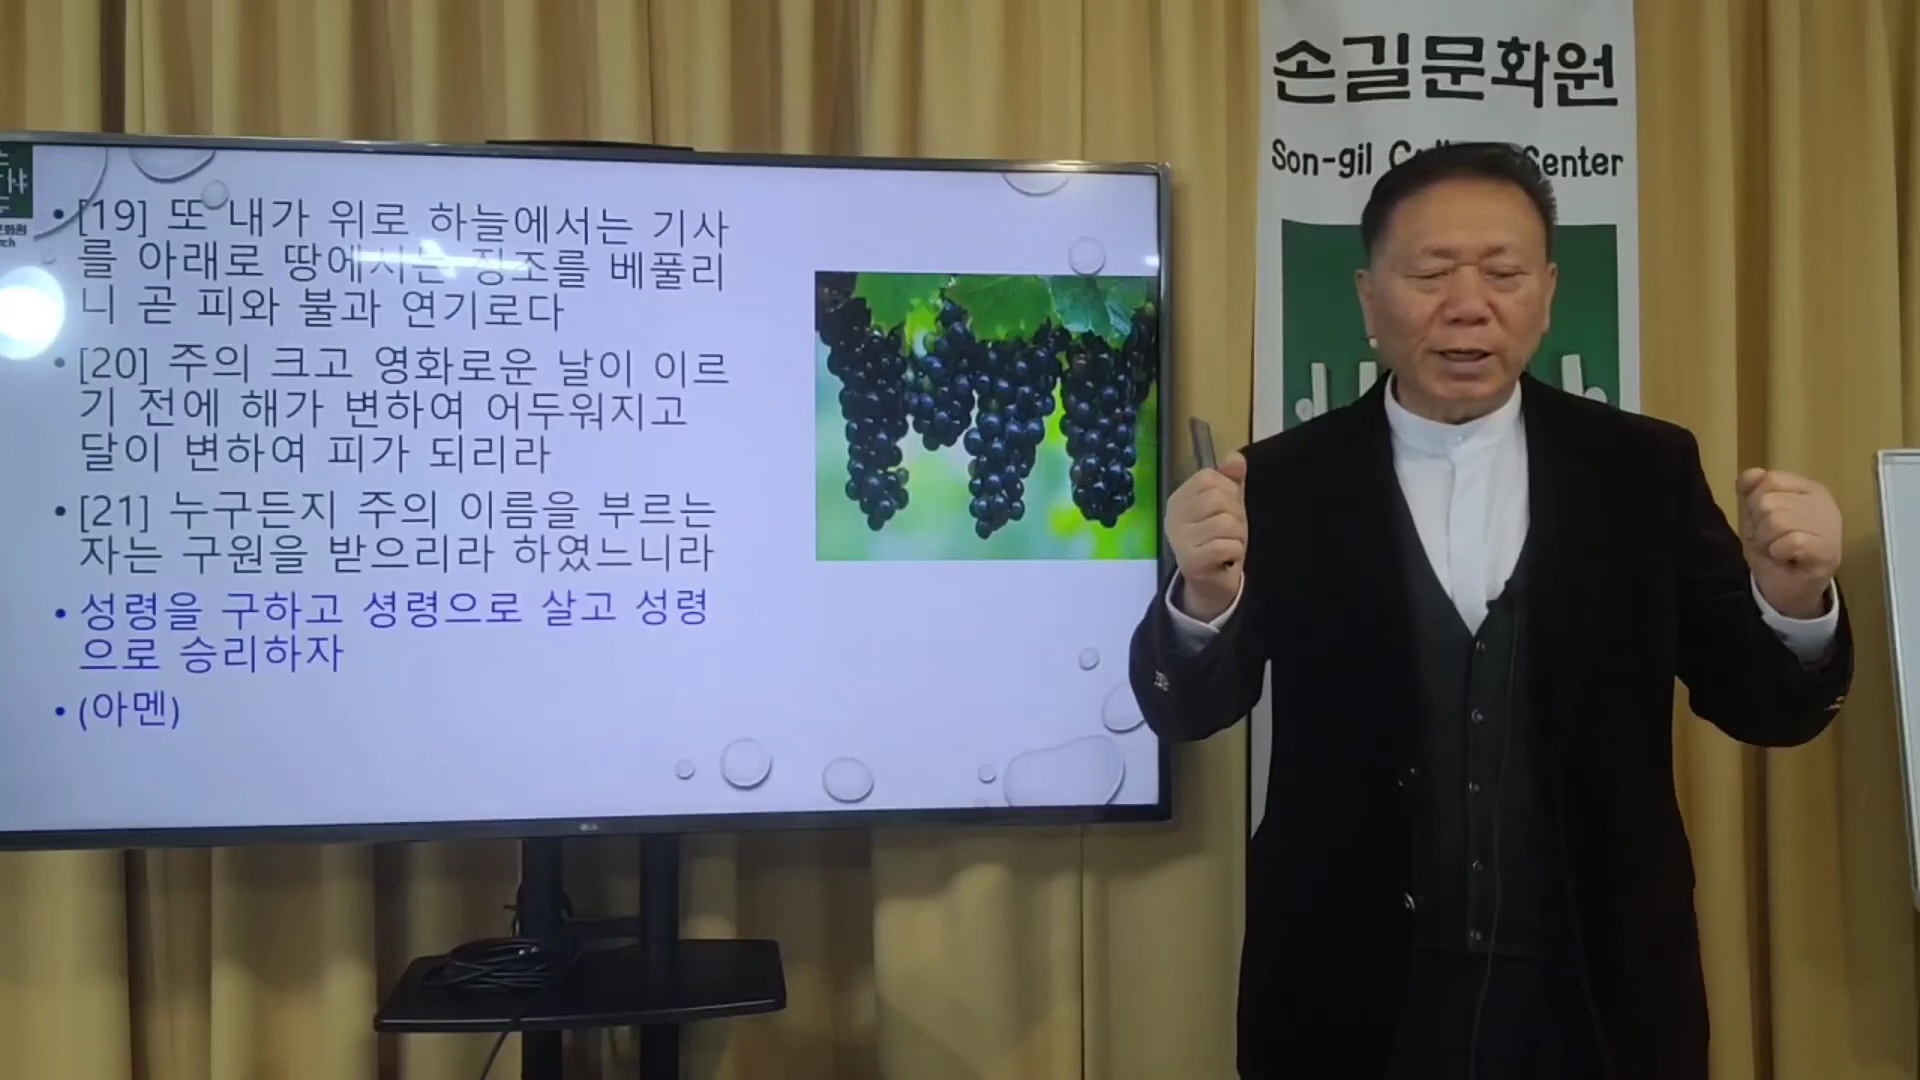 손길문화원
Son-gil Center
• [19] 또 내가 위로 하늘에서는 기사
를 아래로 땅에서는 징조를 베풀리
니 곧 피와 불과 연기로다
• [20] 주의 크고 영화로운 날이 이르
기 전에 해가 변하여 어두워지고
달이 변하여 피가 되리라
• [21] 누구든지 주의 이름을 부르는
자는 구원을 받으리라 하였느니라
• 성령을 구하고 셩령으로 살고 성령
으로 승리하자
• (아멘)
LG